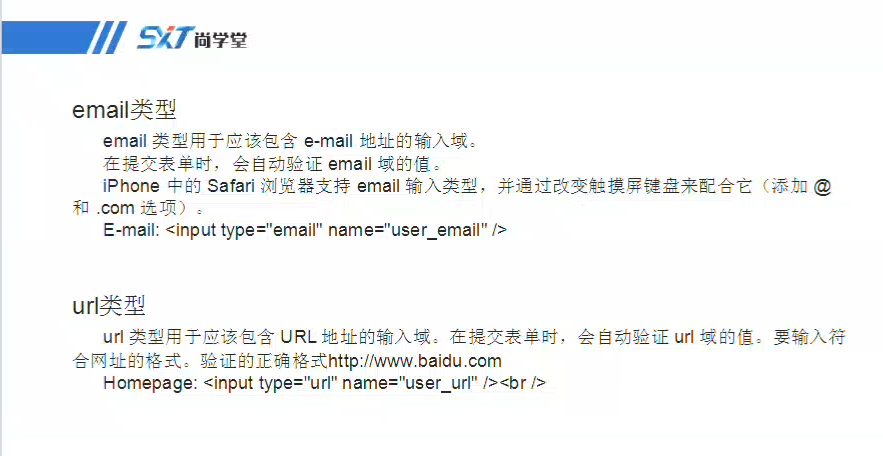 SXT尚学堂
email类型
email 类型用于应该包含 e-mail 地址的输入域。
在提交表单时，会自动验证 email 域的值。
iPhone 中的 Safari 浏览器支持 email 输入类型，并通过改变触摸屏键盘来配合它（添加 @
和 .com 选项）。
E-mail: <input type="email" name="user_email" />
url类型
url 类型用于应该包含 URL 地址的输入域。在提交表单时，会自动验证 url 域的值。要输入符
合网址的格式。验证的正确格式http://www.baidu.com
Homepage: <input type="url" name="user_url" /><br />